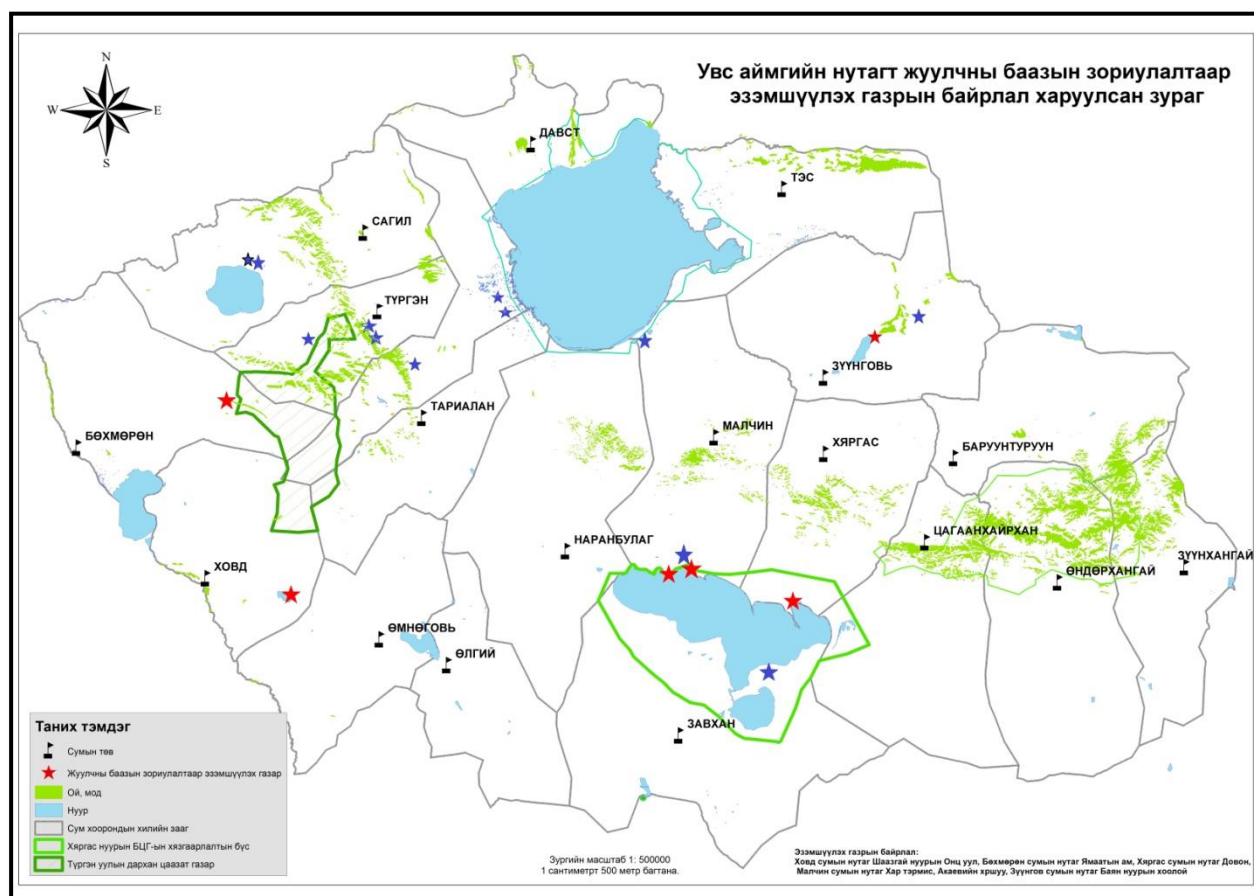 Увс аймгийн нутагт жуулчны баазын зориулалтаар
эзэмшүүлэх газрын байрлал харуулсан зураг
N
W
E
S
ДАВСТ
ТЭС
САГИЛ
ТҮРГЭН
ЗҮҮНГОВЬ
ТАРИАЛАН
БӨХМӨРӨН
МАЛЧИН
ХЯРГАС
БАРУУНТУРУУН
ЦАГААНХАЙРХАН
НАРАНБУЛАГ
ЗҮҮНХАНГАЙ
ХОВД
ӨНДӨРХАНГАЙ
ӨМНӨГОВЬ
ӨЛГИЙ
ЗАВХАН
Таних тэмдэг
Сумын төв
Жуулчны баазын зориулалтаар эзэмшүүлэх газар
Ой, мод
Нуур
Сум хоорондын хилийн зааг
Хяргас нуурын БЦГ-ын хязгаарлалтын бүс
Түргэн уулын дархан цаазат газар
Зургийн масштаб 1: 500000
1 сантиметрт 500 метр багтана.
Эзэмшүүлэх газрын байрлал:
Ховд сумын нутаг Шаазгай нуурын Онц уул, Бөхмөрөн сумын нутаг Ямаатын ам, Хяргас сумын нутаг Довон,
Малчин сумын нутаг Хар тэрмис, Акаевийн хршуу, Зүүнгов сумын нутаг Баян нуурын хоолой